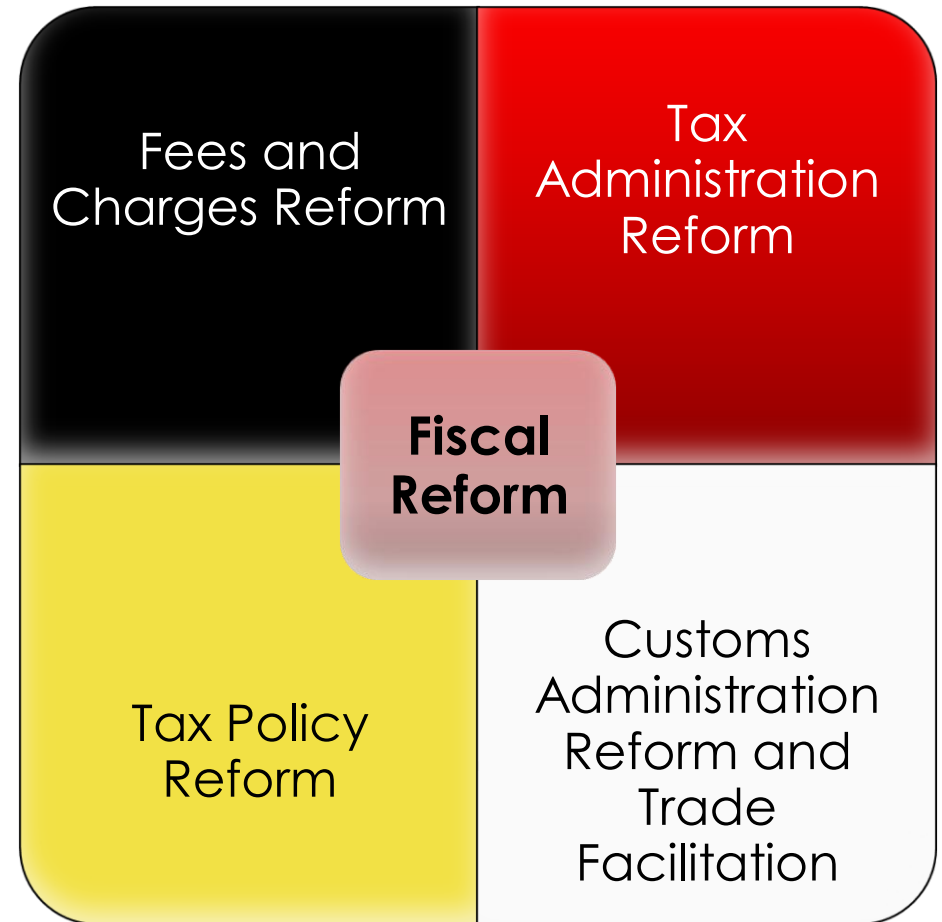 Fees and
Charges Reform
Tax
Administration
Reform
Fiscal
Reform
Tax Policy
Reform
Customs
Administration
Reform and
Trade
Facilitation